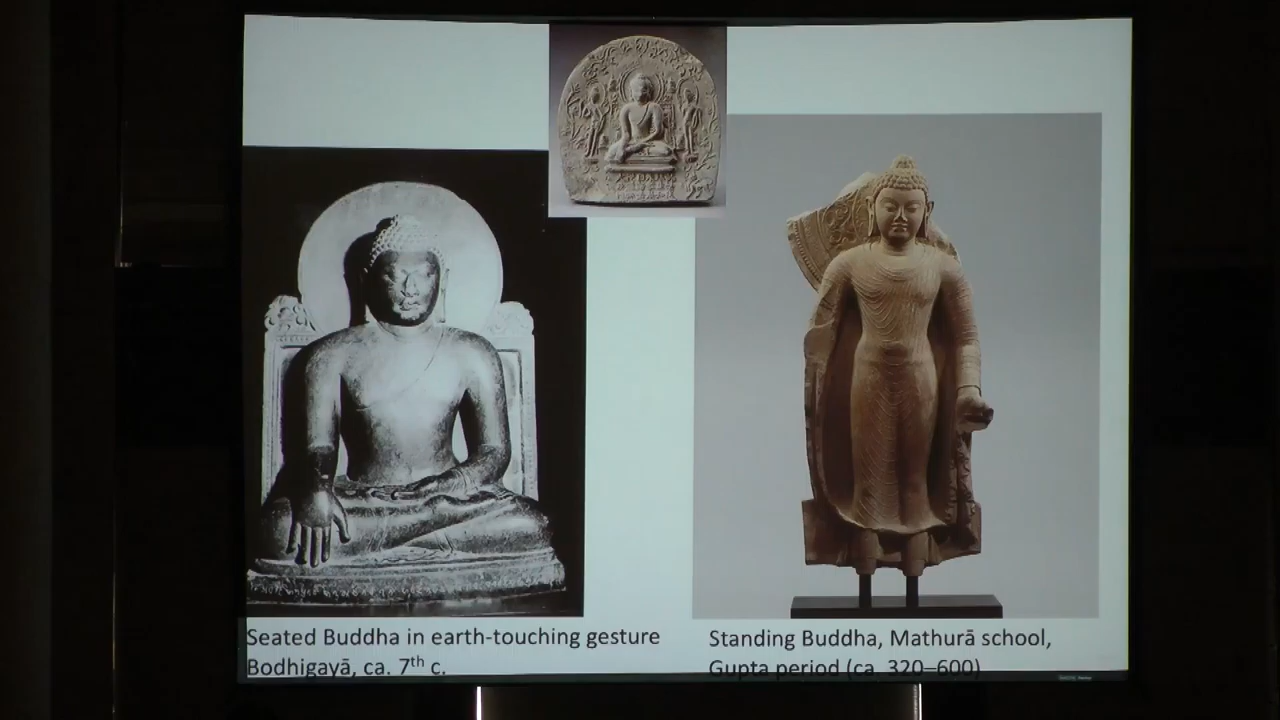 Seated Buddha in earth-touching gesture
Bodhigayā, ca. 7th c.
Standing Buddha, Mathurā school,
Gupta period (ca. 320–600)